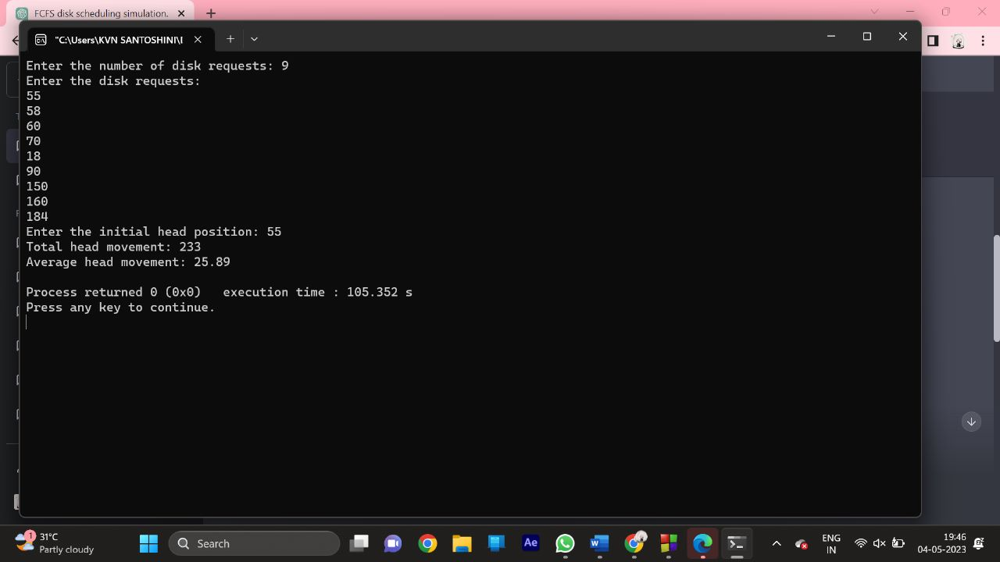 FCFS disk scheduling simulation.
"C:\Users\KVN SANTOSHINI\I
Enter the number of disk requests: 9
Enter the disk requests:
55
58
60
70
18
90
150
160
184
Enter the initial head position: 55
Total head movement: 233
Average head movement: 25.89
Process returned 0 (0x0)   execution time : 105.352 s
Press any key to continue.
1
31°C
Partly cloudy
Search
Ae
W
ENG
IN
19:46
04-05-2023